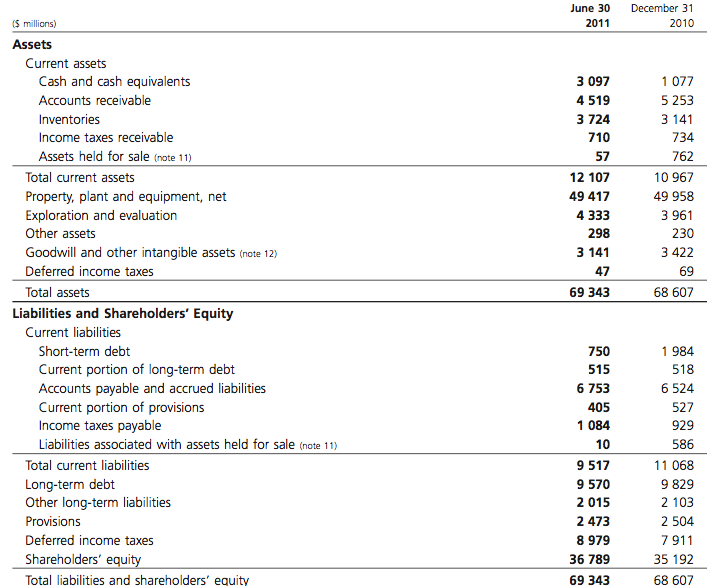 June 30 December 31
($ millions) 2011 2010
Assets
Current assets
Cash and cash equivalents 3 097 1 077
Accounts receivable 4 519 5 253
Inventories 3 724 3 141
Income taxes receivable 710 734
Assets held for sale (note 11) 57 762
Total current assets 12 107 10 967
Property, plant and equipment, net 49 417 49 958
Exploration and evaluation 4 333 3 961
Other assets 298 230
Goodwill and other intangible assets (note 12) 3 141 3 422
Deferred income taxes 47 69
Total assets 69 343 68 607
Liabilities and Shareholders' Equity
Current liabilities
Short-term debt 750 1 984
Current portion of long-term debt 515 518
Accounts payable and accrued liabilities 6 753 6 524
Current portion of provisions 405 527
Income taxes payable 1 084 929
Liabilities associated with assets held for sale (note 11) 10 586
Total current liabilities 9 517 11 068
Long-term debt 9 570 9 829
Other long-term liabilities 2 015 2 103
Provisions 2 473 2 504
Deferred income taxes 8 979 7 911
Shareholders' equity 36 789 35 192
Total liabilities and shareholders' equity 69 343 68 607